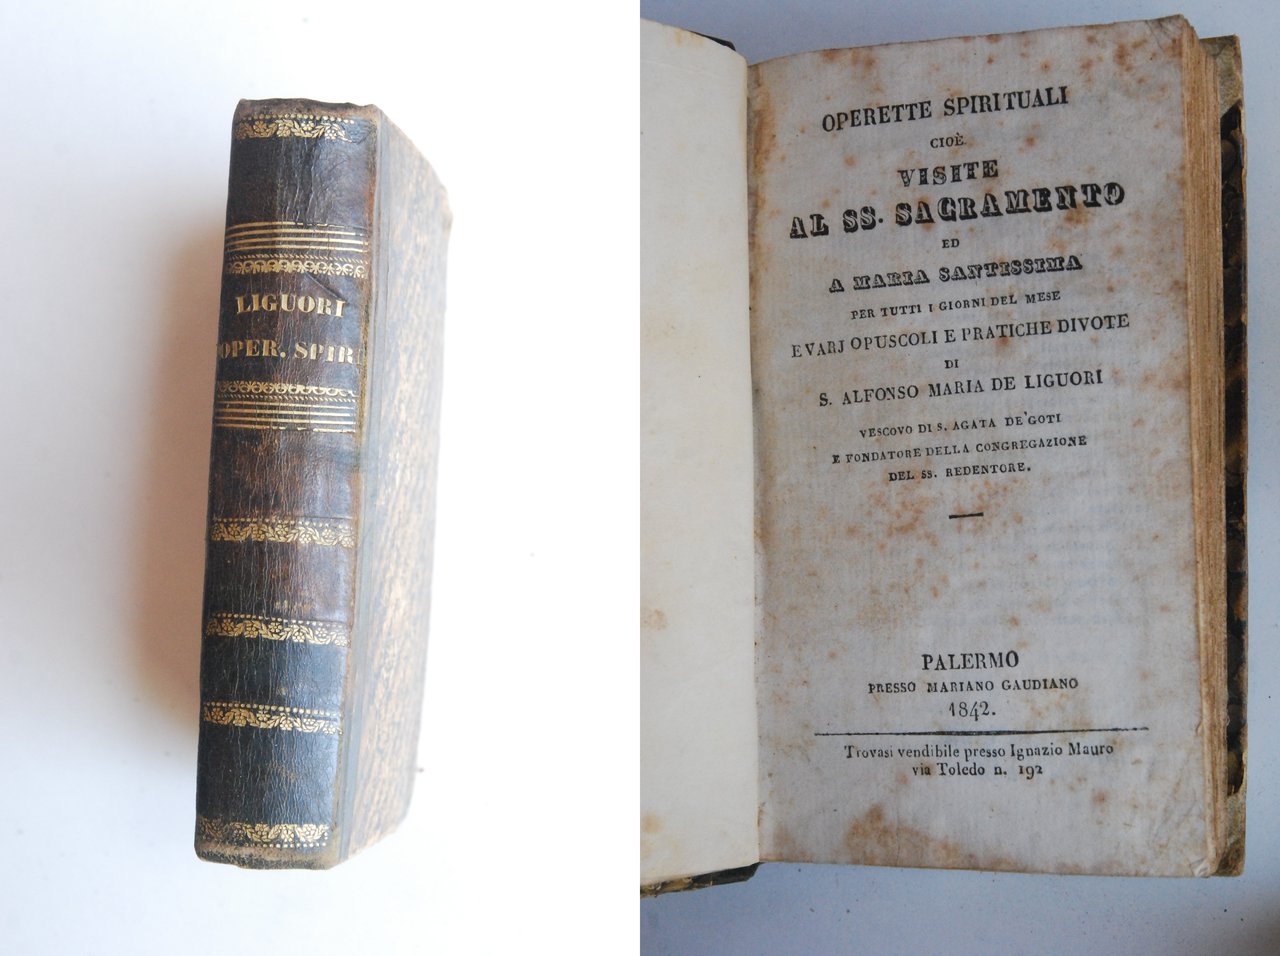 LIGUORI
OPER. SPIR.
OPERETTE SPIRITUALI
CIOÈ
VISITE
AL SS. SACRAMENTO
ED
A MARIA SANTISSIMA
PER TUTTI I GIORNI DEL MESE
E VARJ OPUSCOLI E PRATICHE DIVOTE
DI
S. ALFONSO MARIA DE LIGUORI
VESCOVO DI S. AGATA DE' GOTI
E FONDATORE DELLA CONGREGAZIONE
DEL SS. REDENTORE.
PALERMO
PRESSO MARIANO GAUDIANO
1842.
Trovasi vendibile presso Ignazio Mauro
via Toledo n. 192